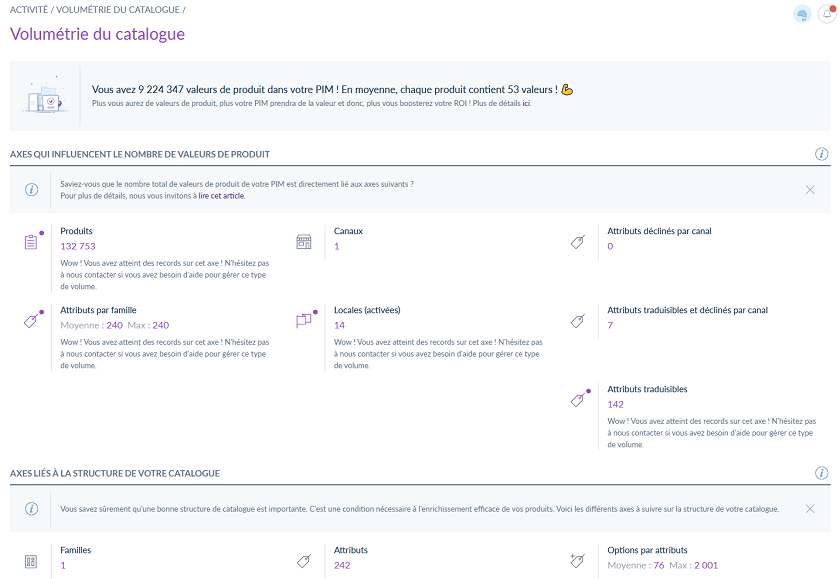 ACTIVITÉ / VOLUMÉTRIE DU CATALOGUE /
Volumétrie du catalogue
Vous avez 9 224 347 valeurs de produit dans votre PIM ! En moyenne, chaque produit contient 53 valeurs ! 💪
Plus vous aurez de valeurs de produit, plus votre PIM prendra de la valeur et donc, plus vous boosterez votre ROI ! Plus de détails ici.
AXES QUI INFLUENCENT LE NOMBRE DE VALEURS DE PRODUIT
Saviez-vous que le nombre total de valeurs de produit de votre PIM est directement lié aux axes suivants ?
Pour plus de détails, nous vous invitons à lire cet article.
Produits
132 753
Wow ! Vous avez atteint des records sur cet axe ! N'hésitez pas
à nous contacter si vous avez besoin d'aide pour gérer ce type
de volume.
Canaux
1
Attributs déclinés par canal
0
Attributs par famille
Moyenne : 240 Max : 240
Wow ! Vous avez atteint des records sur cet axe ! N'hésitez pas
à nous contacter si vous avez besoin d'aide pour gérer ce type
de volume.
Locales (activées)
14
Wow ! Vous avez atteint des records sur cet axe ! N'hésitez pas
à nous contacter si vous avez besoin d'aide pour gérer ce type
de volume.
Attributs traduisibles et déclinés par canal
7
Attributs traduisibles
142
Wow ! Vous avez atteint des records sur cet axe ! N'hésitez pas
à nous contacter si vous avez besoin d'aide pour gérer ce type
de volume.
AXES LIÉS À LA STRUCTURE DE VOTRE CATALOGUE
Vous savez sûrement qu'une bonne structure de catalogue est importante. C'est une condition nécessaire à l'enrichissement efficace de vos produits. Voici les différents axes à suivre sur la structure de votre catalogue.
Familles
1
Attributs
242
Options par attributs
Moyenne : 76 Max : 2 001